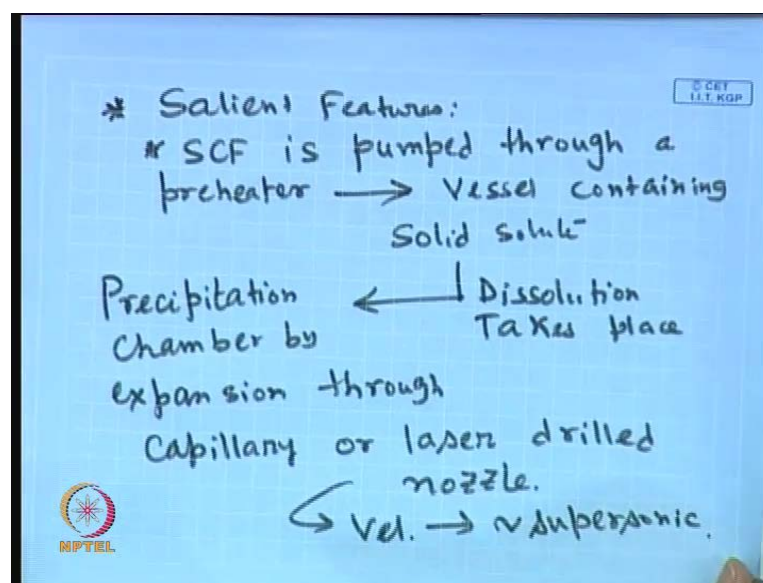 © CET
I.I.T. KGP
* Salient Features:
* SCF is pumped through a
preheater → Vessel containing
Solid solute
Precipitation ← Dissolution
Chamber by Takes place
expansion through
Capillary or laser drilled
nozzle.
↳ Vel. → ~ supersonic.
NPTEL